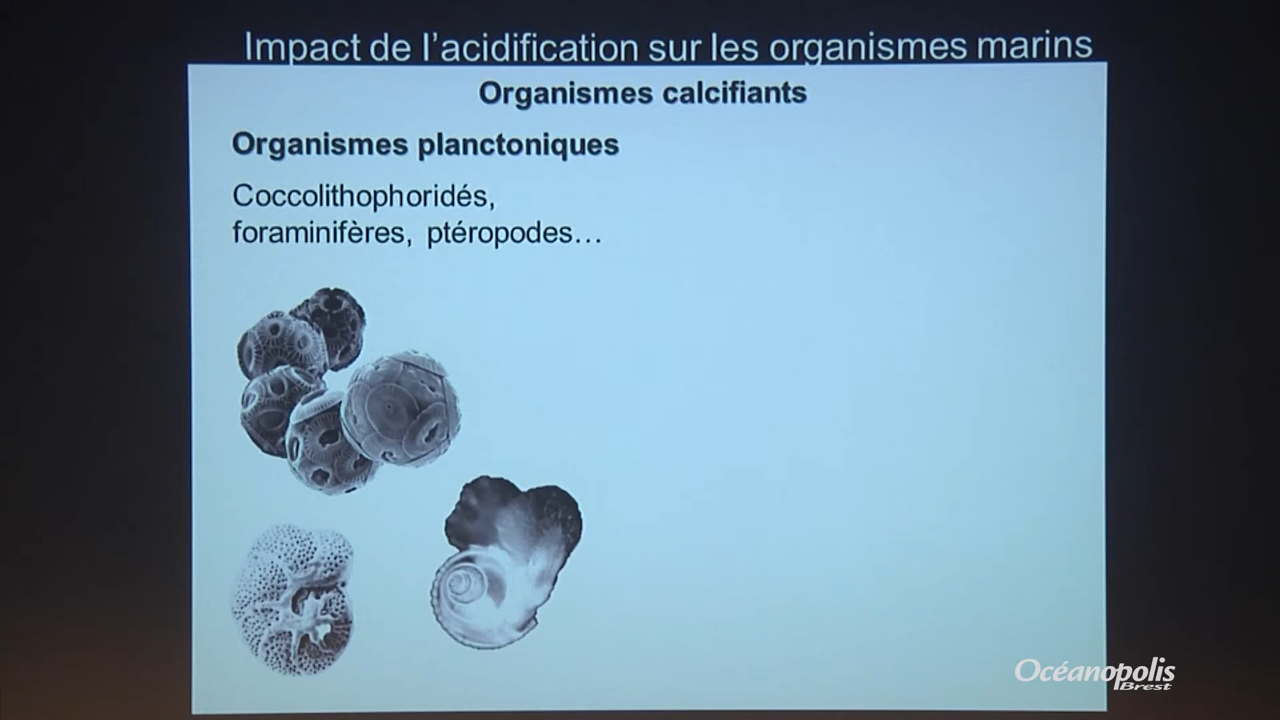 Impact de l'acidification sur les organismes marins
Organismes calcifiants
Organismes planctoniques
Coccolithophoridés,
foraminifères, ptéropodes…
Océanopolis
Brest